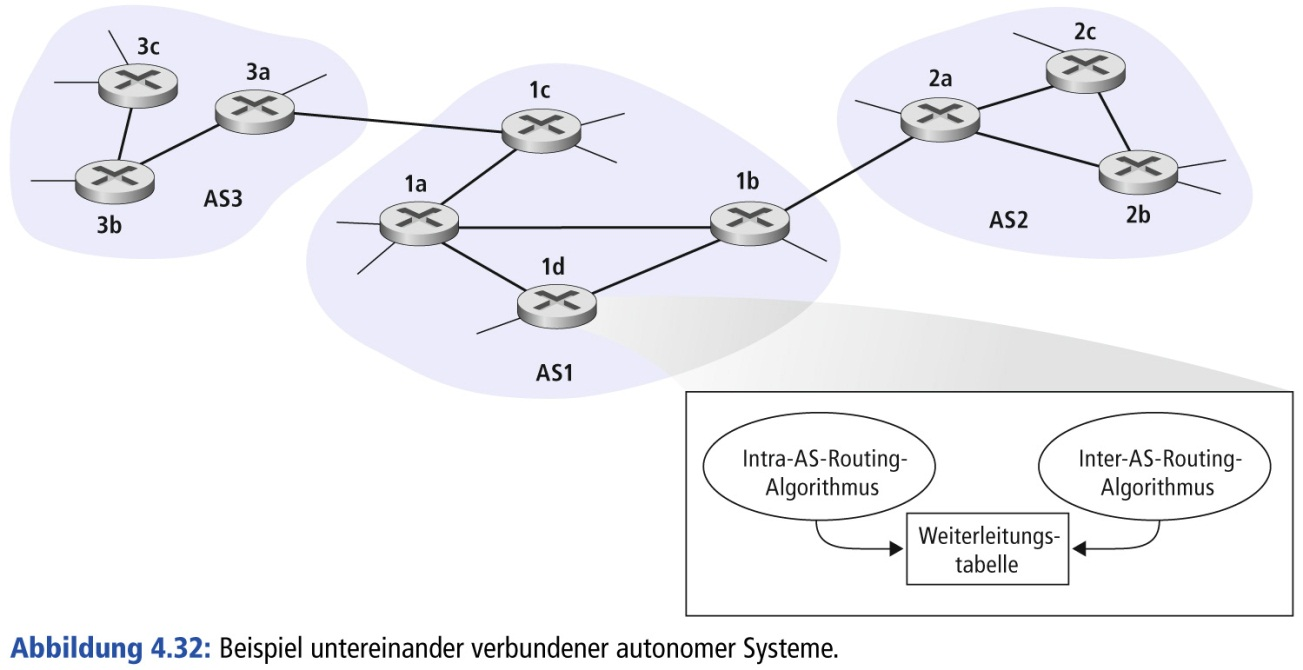 3c
3a
3b
AS3
1c
1a
1b
1d
AS1
2c
2a
2b
AS2
Intra-AS-Routing-
Algorithmus
Inter-AS-Routing-
Algorithmus
Weiterleitungs-
tabelle
Abbildung 4.32: Beispiel untereinander verbundener autonomer Systeme.